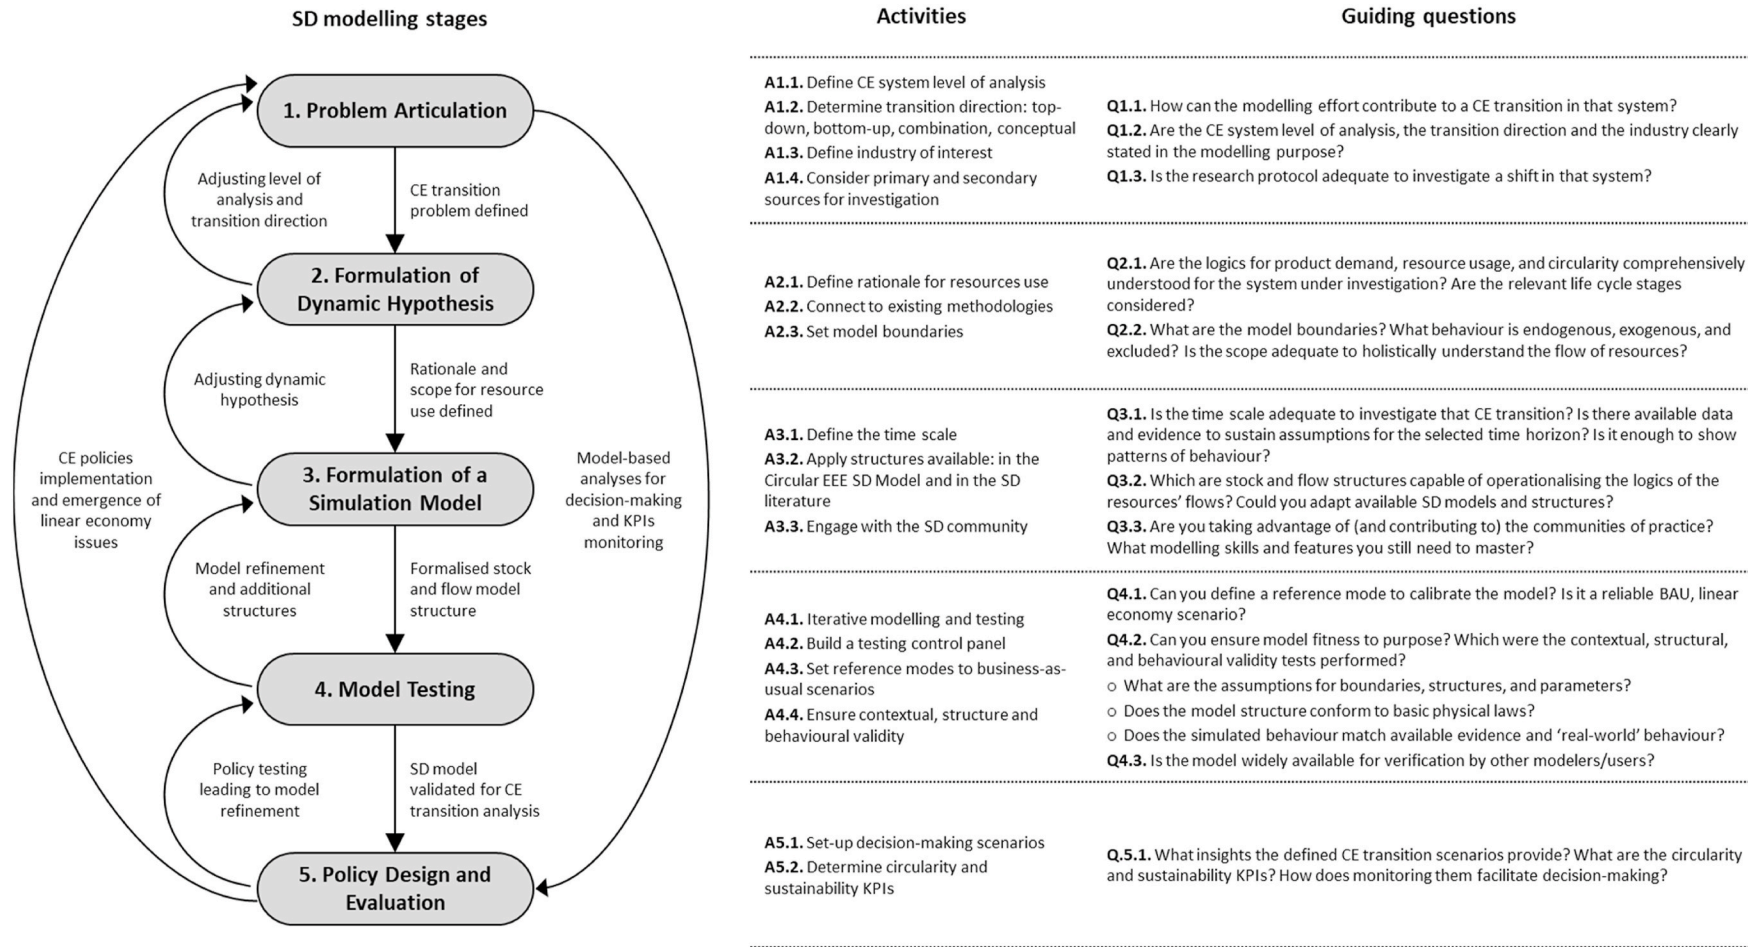 SD modelling stages
Activities
Guiding questions
1. Problem Articulation
Adjusting level of
analysis and
transition direction
CE transition
problem defined
2. Formulation of
Dynamic Hypothesis
Adjusting dynamic
hypothesis
Rationale and
scope for resource
use defined
CE policies
implementation
and emergence of
linear economy
issues
3. Formulation of a
Simulation Model
Model-based
analyses for
decision-making
and KPIs
monitoring
Model refinement
and additional
structures
Formalised stock
and flow model
structure
4. Model Testing
Policy testing
leading to model
refinement
SD model
validated for CE
transition analysis
5. Policy Design and
Evaluation
A1.1. Define CE system level of analysis
A1.2. Determine transition direction: top-
down, bottom-up, combination, conceptual
A1.3. Define industry of interest
A1.4. Consider primary and secondary
sources for investigation
Q1.1. How can the modelling effort contribute to a CE transition in that system?
Q1.2. Are the CE system level of analysis, the transition direction and the industry clearly
stated in the modelling purpose?
Q1.3. Is the research protocol adequate to investigate a shift in that system?
A2.1. Define rationale for resources use
A2.2. Connect to existing methodologies
A2.3. Set model boundaries
Q2.1. Are the logics for product demand, resource usage, and circularity comprehensively
understood for the system under investigation? Are the relevant life cycle stages
considered?
Q2.2. What are the model boundaries? What behaviour is endogenous, exogenous, and
excluded? Is the scope adequate to holistically understand the flow of resources?
A3.1. Define the time scale
A3.2. Apply structures available: in the
Circular EEE SD Model and in the SD
literature
A3.3. Engage with the SD community
Q3.1. Is the time scale adequate to investigate that CE transition? Is there available data
and evidence to sustain assumptions for the selected time horizon? Is it enough to show
patterns of behaviour?
Q3.2. Which are stock and flow structures capable of operationalising the logics of the
resources' flows? Could you adapt available SD models and structures?
Q3.3. Are you taking advantage of (and contributing to) the communities of practice?
What modelling skills and features you still need to master?
A4.1. Iterative modelling and testing
A4.2. Build a testing control panel
A4.3. Set reference modes to business-as-
usual scenarios
A4.4. Ensure contextual, structure and
behavioural validity
Q4.1. Can you define a reference mode to calibrate the model? Is it a reliable BAU, linear
economy scenario?
Q4.2. Can you ensure model fitness to purpose? Which were the contextual, structural,
and behavioural validity tests performed?
○ What are the assumptions for boundaries, structures, and parameters?
○ Does the model structure conform to basic physical laws?
○ Does the simulated behaviour match available evidence and ‘real-world’ behaviour?
Q4.3. Is the model widely available for verification by other modelers/users?
A5.1. Set-up decision-making scenarios
A5.2. Determine circularity and
sustainability KPIs
Q.5.1. What insights the defined CE transition scenarios provide? What are the circularity
and sustainability KPIs? How does monitoring them facilitate decision-making?